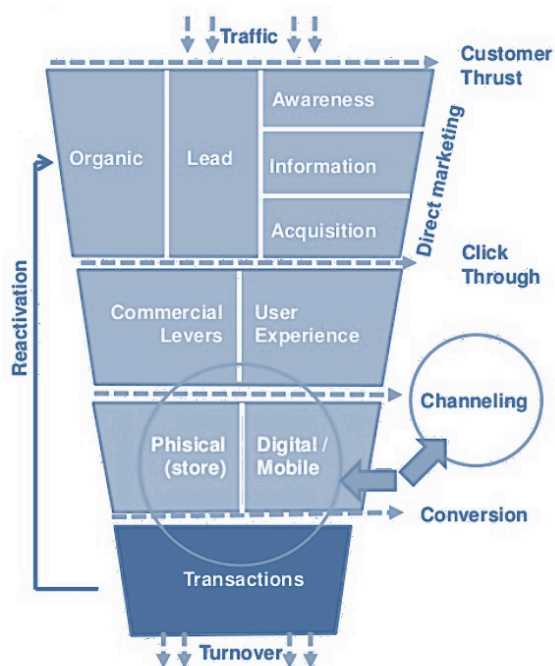 Traffic
Customer
Thrust
Awareness
Organic
Lead
Information
Acquisition
Direct marketing
Click
Through
Reactivation
Commercial
Levers
User
Experience
Channeling
Phisical
(store)
Digital /
Mobile
Conversion
Transactions
Turnover